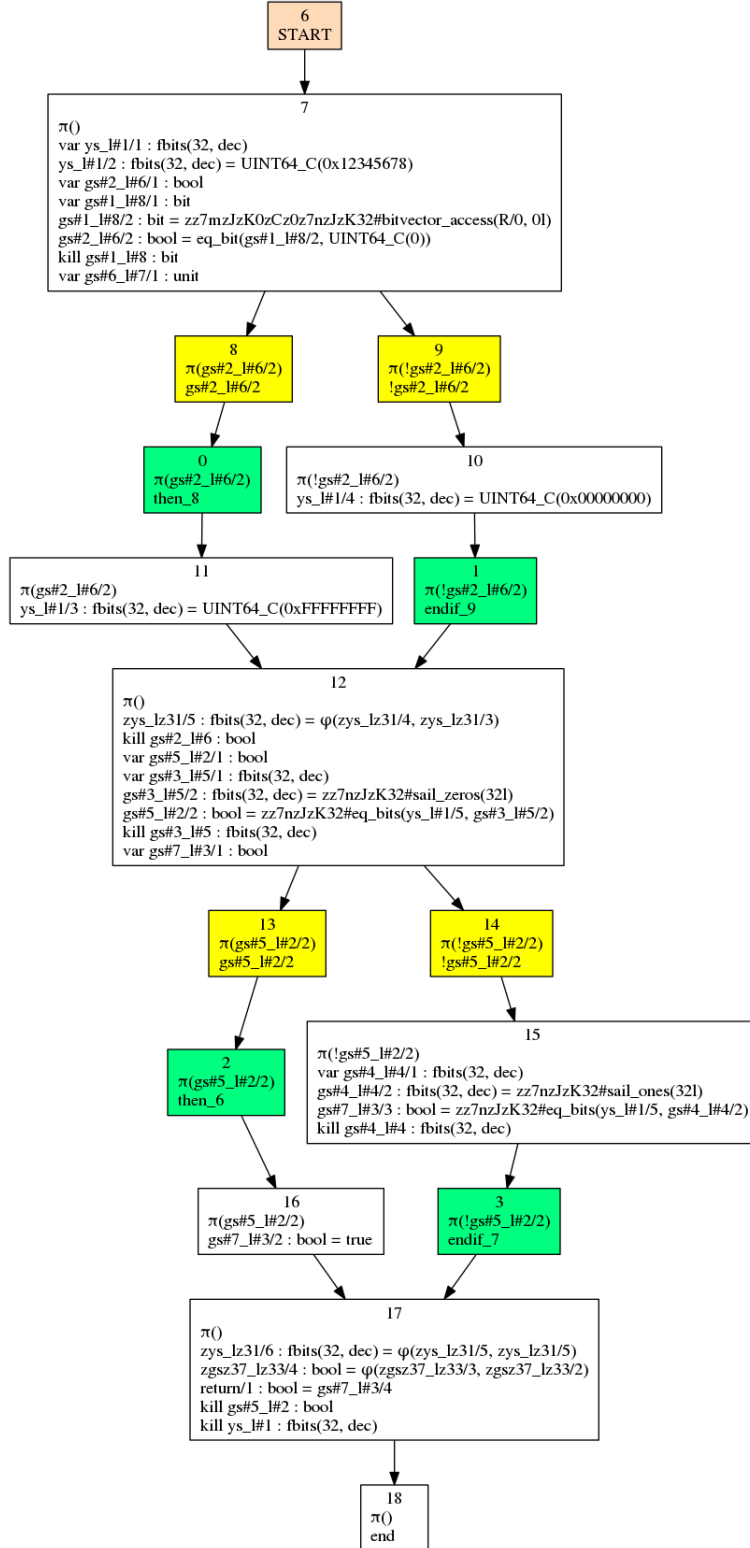 6
START
7
π()
var ys_l#1/1 : fbits(32, dec)
ys_l#1/2 : fbits(32, dec) = UINT64_C(0x12345678)
var gs#2_l#6/1 : bool
var gs#1_l#8/1 : bit
gs#1_l#8/2 : bit = zz7mzJzK0zCz0z7nzJzK32#bitvector_access(R/0, 0l)
gs#2_l#6/2 : bool = eq_bit(gs#1_l#8/2, UINT64_C(0))
kill gs#1_l#8 : bit
var gs#6_l#7/1 : unit
8
π(gs#2_l#6/2)
gs#2_l#6/2
9
π(!gs#2_l#6/2)
!gs#2_l#6/2
0
π(gs#2_l#6/2)
then_8
10
π(!gs#2_l#6/2)
ys_l#1/4 : fbits(32, dec) = UINT64_C(0x00000000)
11
π(gs#2_l#6/2)
ys_l#1/3 : fbits(32, dec) = UINT64_C(0xFFFFFFFF)
1
π(!gs#2_l#6/2)
endif_9
12
π()
zys_lz31/5 : fbits(32, dec) = φ(zys_lz31/4, zys_lz31/3)
kill gs#2_l#6 : bool
var gs#5_l#2/1 : bool
var gs#3_l#5/1 : fbits(32, dec)
gs#3_l#5/2 : fbits(32, dec) = zz7nzJzK32#sail_zeros(32l)
gs#5_l#2/2 : bool = zz7nzJzK32#eq_bits(ys_l#1/5, gs#3_l#5/2)
kill gs#3_l#5 : fbits(32, dec)
var gs#7_l#3/1 : bool
13
π(gs#5_l#2/2)
gs#5_l#2/2
14
π(!gs#5_l#2/2)
!gs#5_l#2/2
2
π(gs#5_l#2/2)
then_6
15
π(!gs#5_l#2/2)
var gs#4_l#4/1 : fbits(32, dec)
gs#4_l#4/2 : fbits(32, dec) = zz7nzJzK32#sail_ones(32l)
gs#7_l#3/3 : bool = zz7nzJzK32#eq_bits(ys_l#1/5, gs#4_l#4/2)
kill gs#4_l#4 : fbits(32, dec)
16
π(gs#5_l#2/2)
gs#7_l#3/2 : bool = true
3
π(!gs#5_l#2/2)
endif_7
17
π()
zys_lz31/6 : fbits(32, dec) = φ(zys_lz31/5, zys_lz31/5)
zgsz37_lz33/4 : bool = φ(zgsz37_lz33/3, zgsz37_lz33/2)
return/1 : bool = gs#7_l#3/4
kill gs#5_l#2 : bool
kill ys_l#1 : fbits(32, dec)
18
π()
end